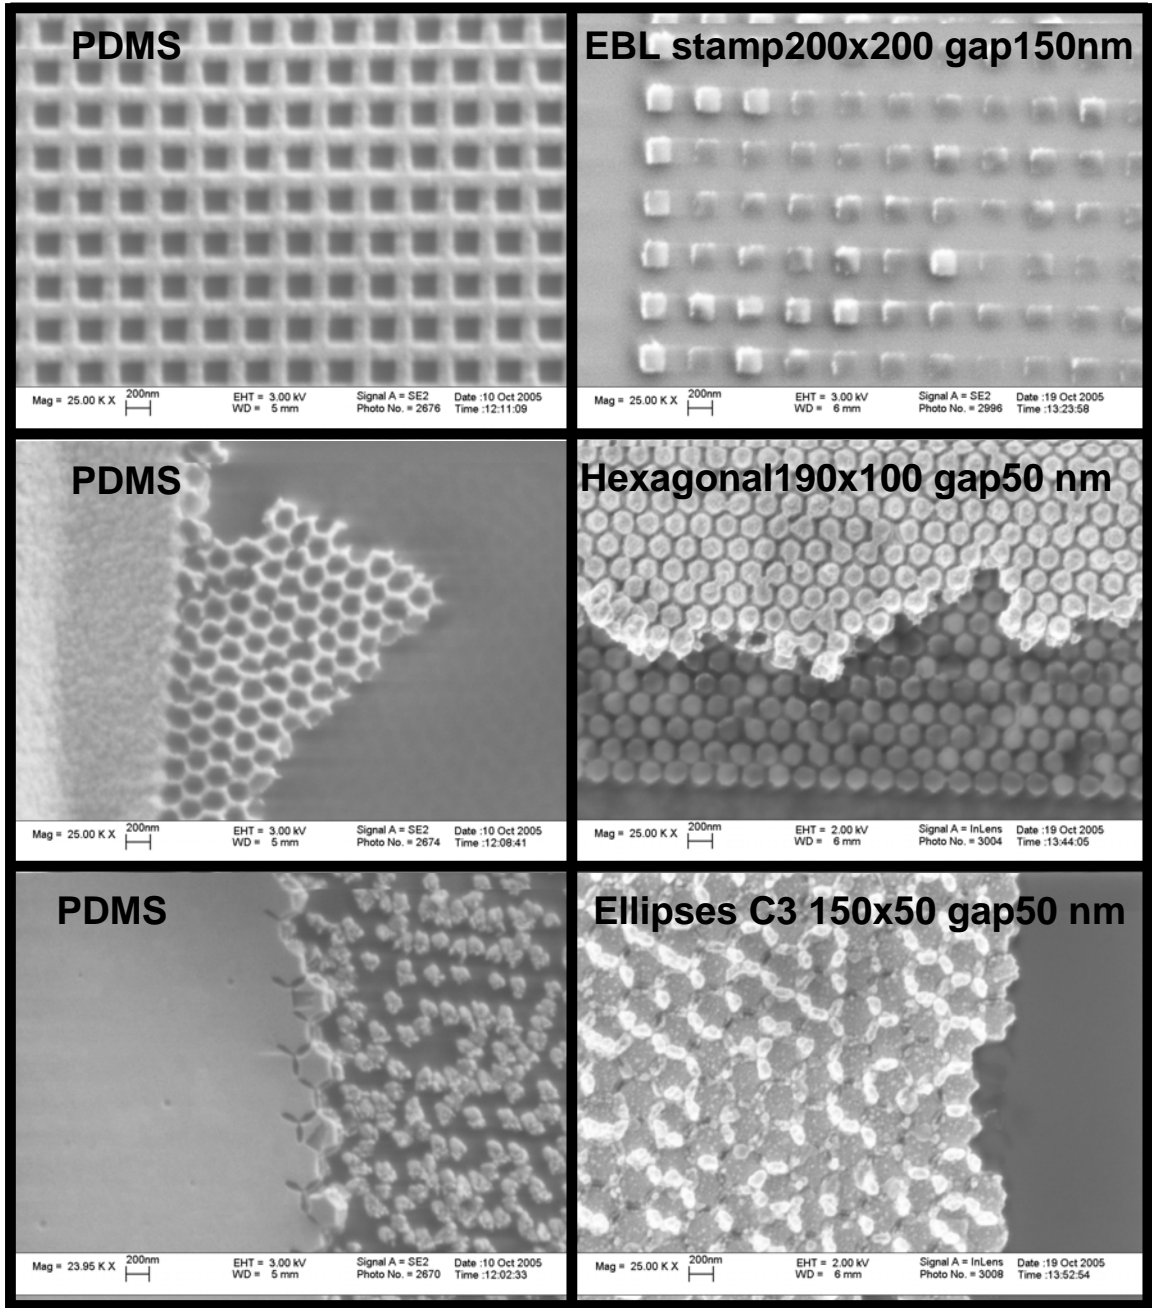 PDMS
EBL stamp200x200 gap150nm
Mag = 25.00 K X 200nm EHT = 3.00 kV Signal A = SE2 Date :10 Oct 2005
WD = 5 mm Photo No. = 2676 Time :12:11:09
Mag = 25.00 K X 200nm EHT = 3.00 kV Signal A = SE2 Date :19 Oct 2005
WD = 6 mm Photo No. = 2996 Time :13:23:58
PDMS
Hexagonal190x100 gap50 nm
Mag = 25.00 K X 200nm EHT = 3.00 kV Signal A = SE2 Date :10 Oct 2005
WD = 5 mm Photo No. = 2674 Time :12:08:41
Mag = 25.00 K X 200nm EHT = 2.00 kV Signal A = InLens Date :19 Oct 2005
WD = 6 mm Photo No. = 3004 Time :13:44:05
PDMS
Ellipses C3 150x50 gap50 nm
Mag = 23.95 K X 200nm EHT = 3.00 kV Signal A = SE2 Date :10 Oct 2005
WD = 5 mm Photo No. = 2670 Time :12:02:33
Mag = 25.00 K X 200nm EHT = 2.00 kV Signal A = InLens Date :19 Oct 2005
WD = 6 mm Photo No. = 3008 Time :13:52:54